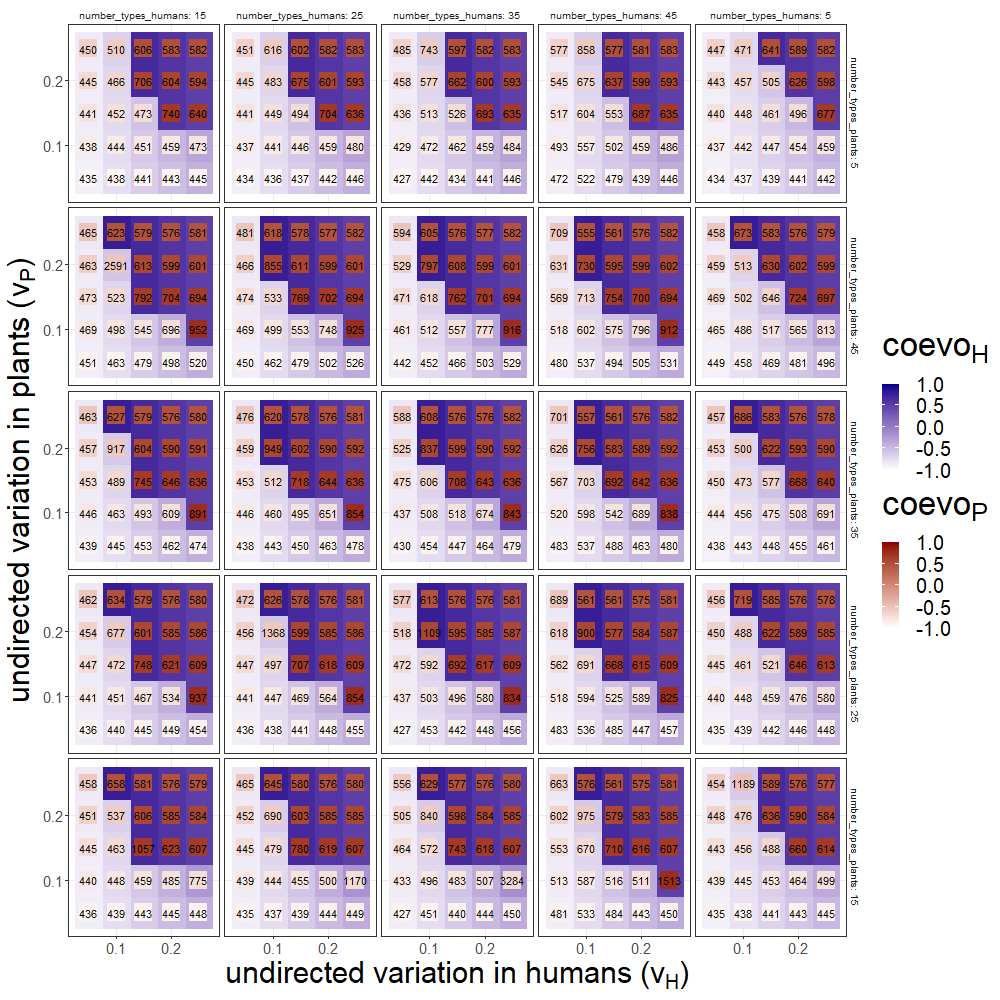 number_types_humans: 15 number_types_humans: 25 number_types_humans: 35 number_types_humans: 45 number_types_humans: 5
450 510 606 583 582 451 616 602 582 583 485 743 597 582 583 577 858 577 581 583 447 471 641 589 582
0.2 445 466 706 604 594 445 483 675 601 593 458 577 662 600 593 545 675 637 599 593 443 457 505 626 598
441 452 473 740 640 441 449 494 704 636 436 513 526 693 635 517 604 553 687 635 440 448 461 496 677
0.1 438 444 451 459 473 437 441 446 459 480 429 472 462 459 484 493 557 502 459 486 437 442 447 454 459
435 438 441 443 445 434 436 437 442 446 427 442 434 441 446 472 522 479 439 446 434 437 439 441 442
number_types_plants: 5
465 623 579 576 581 481 618 578 577 582 594 605 576 577 582 709 555 561 576 582 458 673 583 576 579
0.2 463 2591 613 599 601 466 855 611 599 601 529 797 608 599 601 631 730 595 599 602 459 513 630 602 599
473 523 792 704 694 474 533 769 702 694 471 618 762 701 694 569 713 754 700 694 469 502 646 724 697
0.1 469 498 545 696 952 469 499 553 748 925 461 512 557 777 916 518 602 575 796 912 465 486 517 565 813
451 463 479 498 520 450 462 479 502 526 442 452 466 503 529 480 537 494 505 531 449 458 469 481 496
number_types_plants: 45
463 627 579 576 580 476 620 578 576 581 588 608 576 576 582 701 557 561 576 582 457 686 583 576 578
0.2 457 917 604 590 591 459 949 602 590 592 525 837 599 590 592 626 756 583 589 592 453 500 622 593 590
453 489 745 646 636 453 512 718 644 636 475 606 708 643 636 567 703 692 642 636 450 473 577 668 640
0.1 446 463 493 609 891 446 460 495 651 854 437 508 518 674 843 520 598 542 689 838 444 456 475 508 691
439 445 453 462 474 438 443 450 463 478 430 454 447 464 479 483 537 488 463 480 438 443 448 455 461
number_types_plants: 35
462 634 579 576 580 472 626 578 576 581 577 613 576 576 581 689 561 561 575 581 456 719 585 576 578
0.2 454 677 601 585 586 456 1368 599 585 586 518 1109 595 585 587 618 900 577 584 587 450 488 622 589 585
447 472 748 621 609 447 497 707 618 609 472 592 692 617 609 562 691 668 615 609 445 461 521 646 613
0.1 441 451 467 534 937 441 447 469 564 854 437 503 496 580 834 518 594 525 589 825 440 448 459 476 580
436 440 445 449 454 435 438 441 448 455 427 453 442 448 456 483 536 485 447 457 435 439 442 446 448
number_types_plants: 25
458 658 581 576 579 465 645 580 576 580 556 629 577 576 580 663 576 561 575 581 454 1189 589 576 577
0.2 451 537 606 585 584 452 690 603 585 585 505 840 598 584 585 602 975 579 583 585 448 476 636 590 584
445 463 1057 623 607 445 479 780 619 607 464 572 743 618 607 553 670 710 616 607 443 456 488 660 614
0.1 440 448 459 485 775 439 444 455 500 1170 433 496 483 507 3284 513 587 516 511 1513 439 445 453 464 499
436 439 443 445 448 435 437 439 444 449 427 451 440 444 450 481 533 484 443 450 435 438 441 443 445
number_types_plants: 15
0.1 0.2 0.1 0.2 0.1 0.2 0.1 0.2 0.1 0.2
undirected variation in humans (vH)
undirected variation in plants (vP)
coevoH
1.0
0.5
0.0
-0.5
-1.0
coevoP
1.0
0.5
0.0
-0.5
-1.0